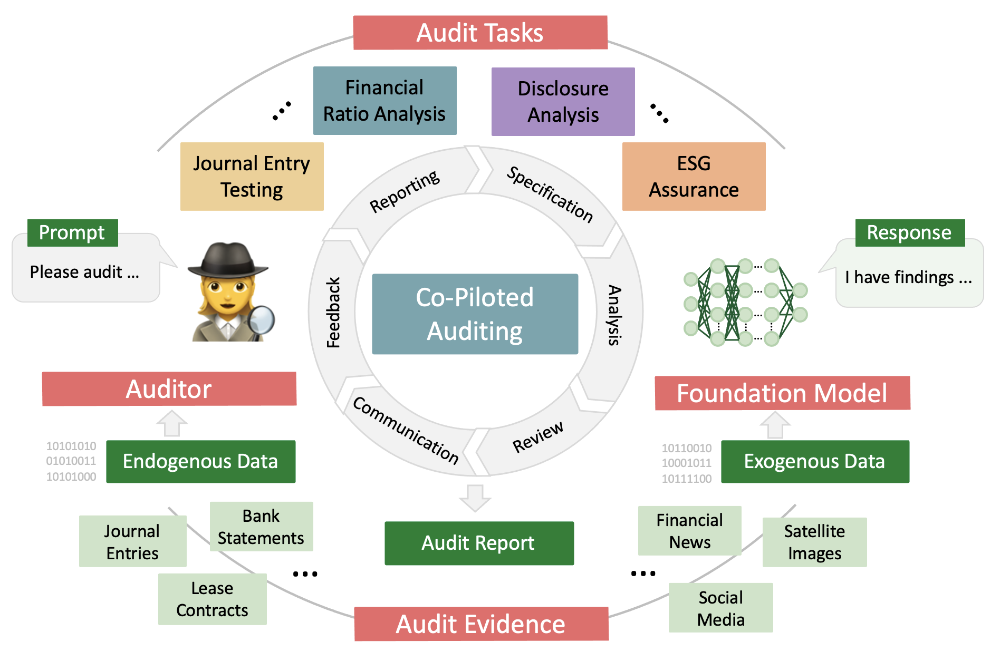 Audit Tasks
Financial
Ratio Analysis
Disclosure
Analysis
Journal Entry
Testing
ESG
Assurance
Reporting
Specification
Analysis
Review
Communication
Feedback
Co-Piloted
Auditing
Prompt
Please audit ...
Response
I have findings ...
Auditor
Foundation Model
10101010
01010011
10101000
Endogenous Data
10110010
10001011
10111100
Exogenous Data
Journal
Entries
Bank
Statements
Lease
Contracts
...
Audit Report
Financial
News
Satellite
Images
Social
Media
...
Audit Evidence